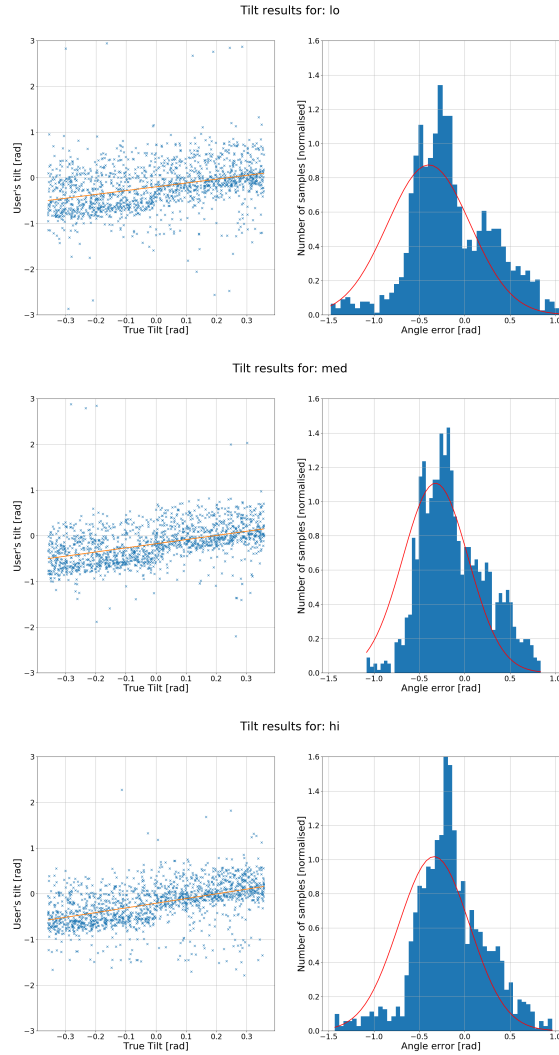 Tilt results for: lo
User's tilt [rad]
3
2
1
0
−1
−2
−3
−0.3 −0.2 −0.1 0.0 0.1 0.2 0.3
True Tilt [rad]
Number of samples [normalised]
1.6
1.4
1.2
1.0
0.8
0.6
0.4
0.2
0.0
−1.5 −1.0 −0.5 0.0 0.5 1.0
Angle error [rad]
Tilt results for: med
User's tilt [rad]
3
2
1
0
−1
−2
−3
−0.3 −0.2 −0.1 0.0 0.1 0.2 0.3
True Tilt [rad]
Number of samples [normalised]
1.6
1.4
1.2
1.0
0.8
0.6
0.4
0.2
0.0
−1.5 −1.0 −0.5 0.0 0.5 1.0
Angle error [rad]
Tilt results for: hi
User's tilt [rad]
3
2
1
0
−1
−2
−3
−0.3 −0.2 −0.1 0.0 0.1 0.2 0.3
True Tilt [rad]
Number of samples [normalised]
1.6
1.4
1.2
1.0
0.8
0.6
0.4
0.2
0.0
−1.5 −1.0 −0.5 0.0 0.5 1.0
Angle error [rad]